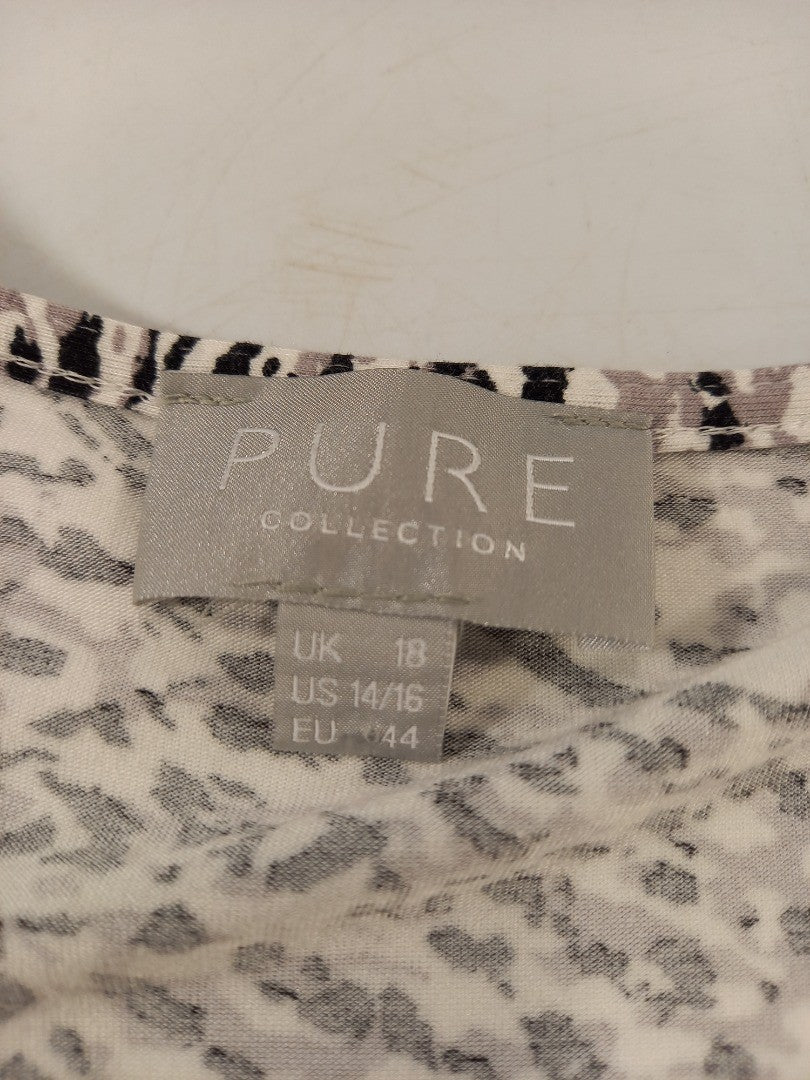 PURE
COLLECTION
UK 18
US 14/16
EU 44